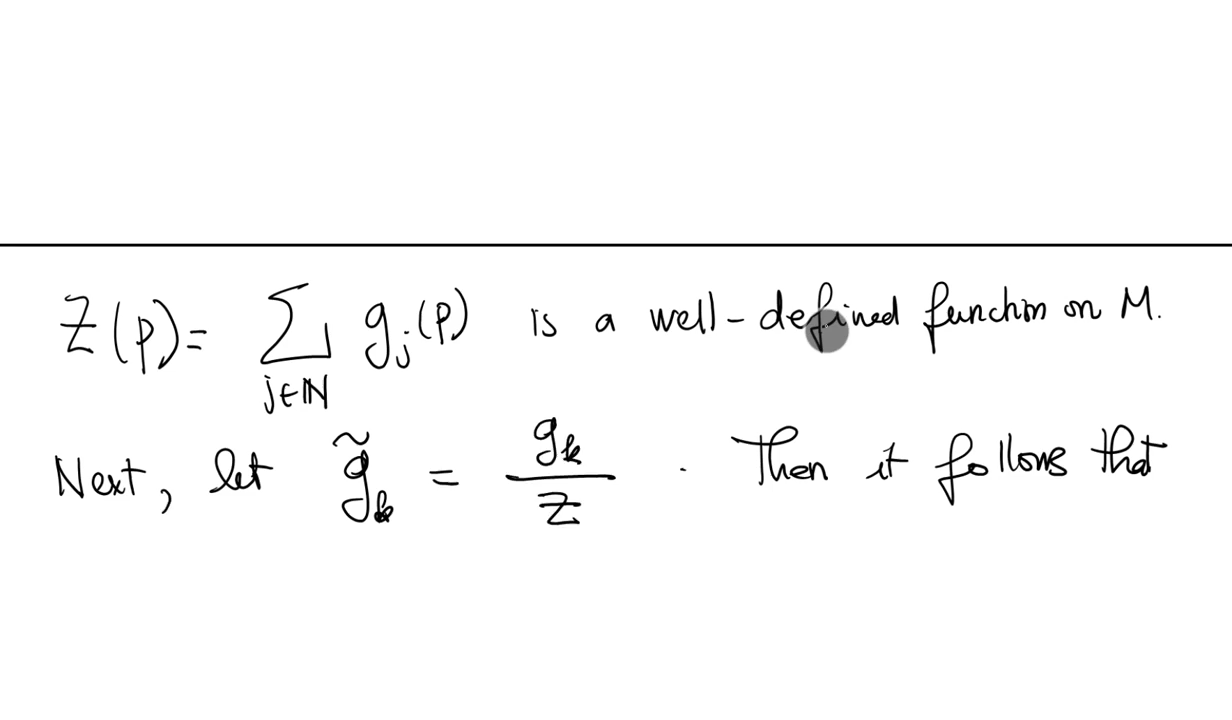 Z(p) = ∑_{j∈ℕ} g_j(p) is a well-defined function on M.
Next, let g̃_k = g_k / Z . Then it follows that